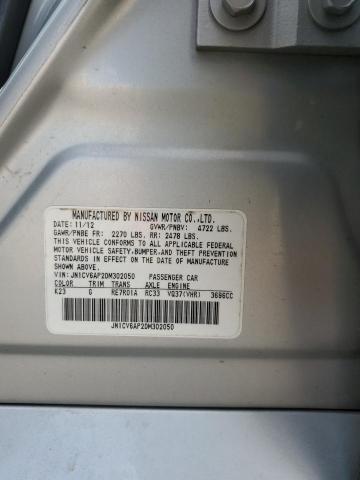 MANUFACTURED BY NISSAN MOTOR CO.,LTD.
DATE: 11/12 GVWR/PNBV: 4722 LBS.
GAWR/PNBE FR: 2270 LBS. RR: 2478 LBS.
THIS VEHICLE CONFORMS TO ALL APPLICABLE FEDERAL
MOTOR VEHICLE SAFETY,BUMPER,AND THEFT PREVENTION
STANDARDS IN EFFECT ON THE DATE OF MANUFACTURE
SHOWN ABOVE.
VIN: JN1CV6AP2DM302050 PASSENGER CAR
COLOR TRIM TRANS AXLE ENGINE
K23 G RE7R01A RC33 VQ37(VHR) 3696CC
JN1CV6AP2DM302050